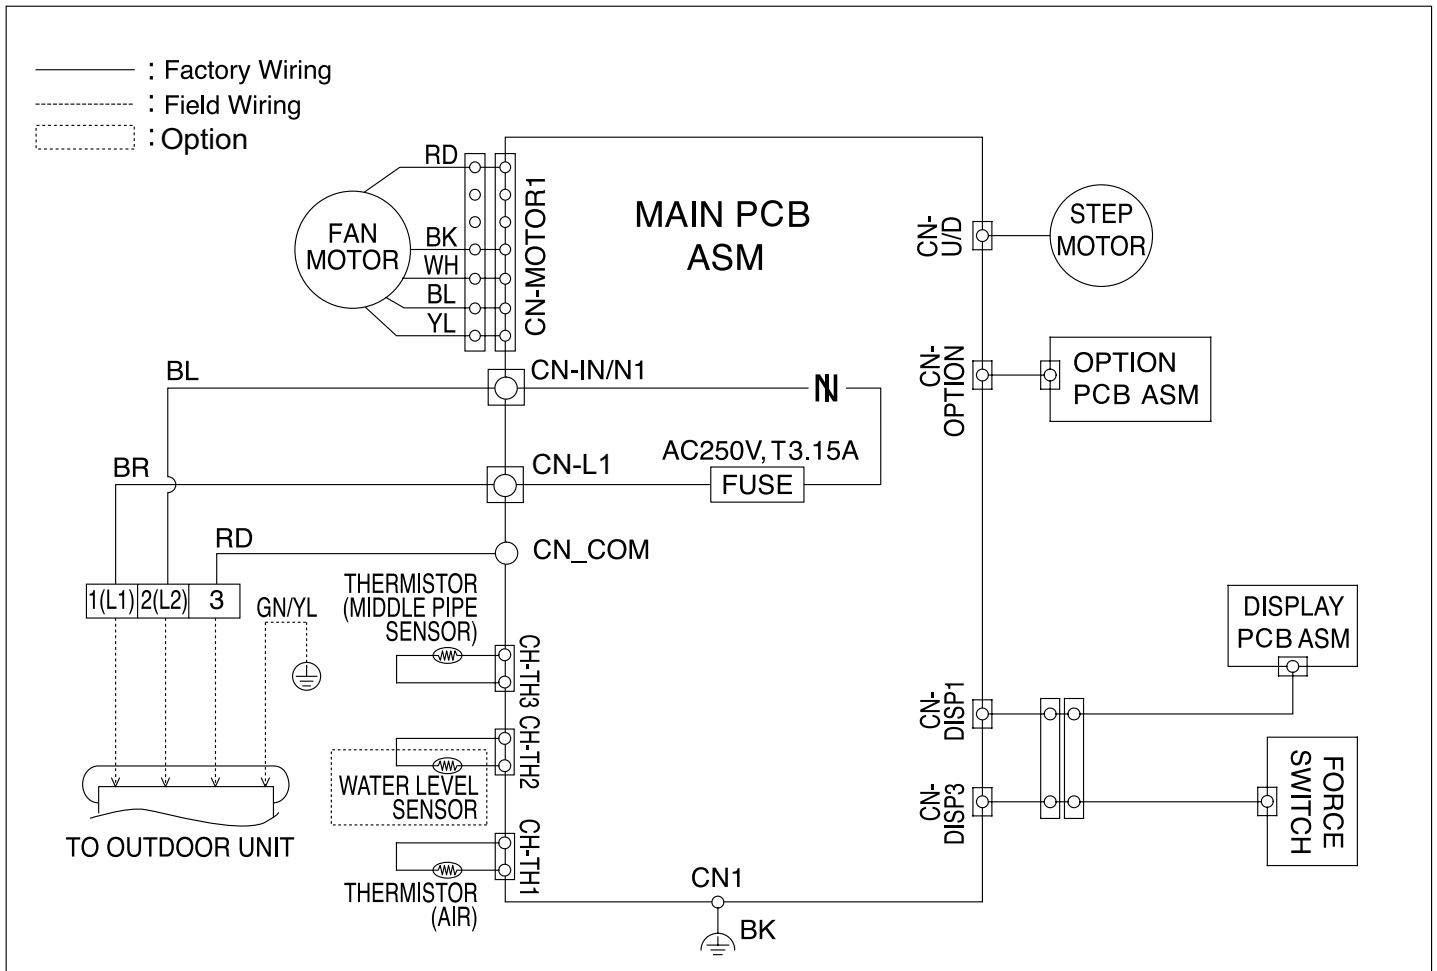 : Factory Wiring
: Field Wiring
: Option
RD
BK
WH
BL
YL
FAN
MOTOR
CN-MOTOR1
MAIN PCB
ASM
CN-
U/D
STEP
MOTOR
CN-
OPTION
OPTION
PCB ASM
BL
CN-IN/N1
AC250V, T3.15A
FUSE
BR
CN-L1
RD
CN_COM
1(L1)
2(L2)
3
GN/YL
TO OUTDOOR UNIT
THERMISTOR
(MIDDLE PIPE
SENSOR)
CH-TH3
CH-TH2
WATER LEVEL
SENSOR
CH-TH1
THERMISTOR
(AIR)
CN1
BK
CN-
DISP1
CN-
DISP3
DISPLAY
PCB ASM
FORCE
SWITCH